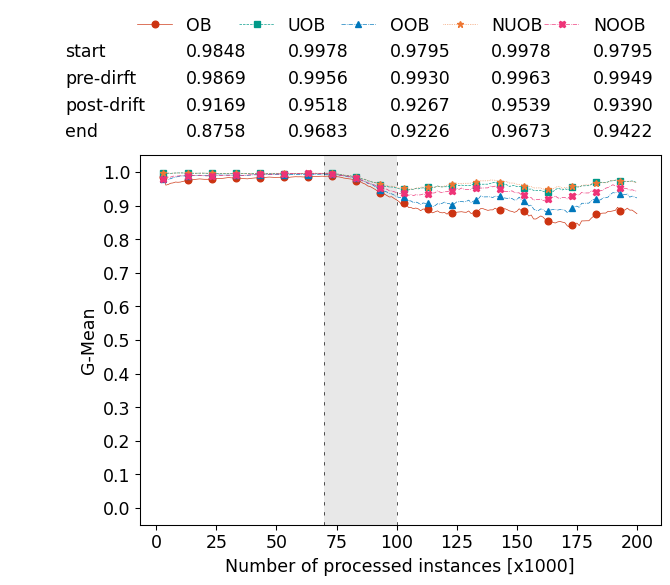 OB UOB OOB NUOB NOOB
start 0.9848 0.9978 0.9795 0.9978 0.9795
pre-dirft 0.9869 0.9956 0.9930 0.9963 0.9949
post-drift 0.9169 0.9518 0.9267 0.9539 0.9390
end 0.8758 0.9683 0.9226 0.9673 0.9422
1.0
0.9
0.8
0.7
0.6
0.5
0.4
0.3
0.2
0.1
0.0
G-Mean
0 25 50 75 100 125 150 175 200
Number of processed instances [x1000]